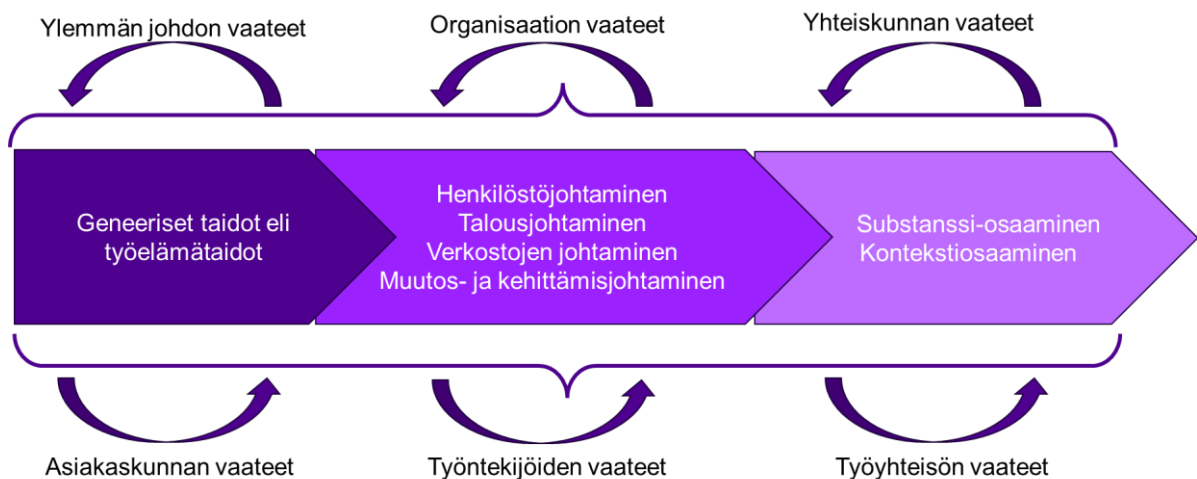 Ylemmän johdon vaateet
Organisaation vaateet
Yhteiskunnan vaateet
Geneeriset taidot eli
työelämätaidot
Henkilöstöjohtaminen
Talousjohtaminen
Verkostojen johtaminen
Muutos- ja kehittämisjohtaminen
Substanssi-osaaminen
Kontekstiosaaminen
Asiakaskunnan vaateet
Työntekijöiden vaateet
Työyhteisön vaateet